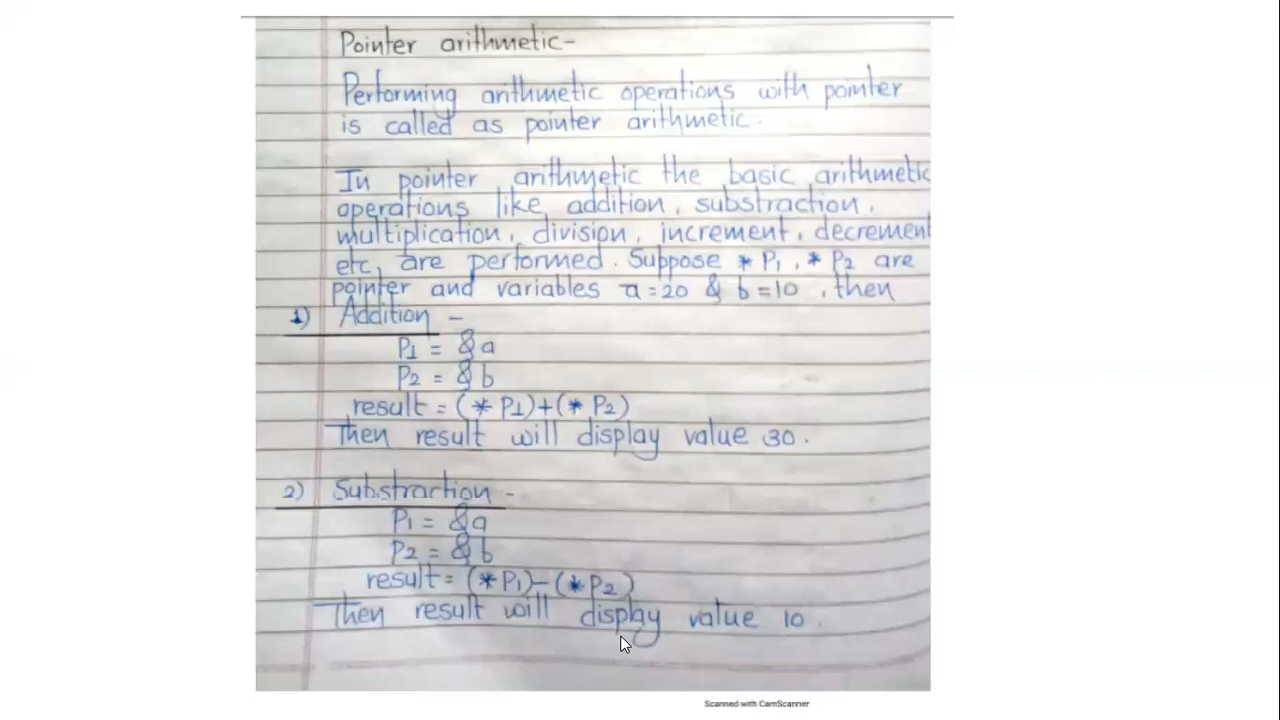 Pointer arithmetic-
Performing arithmetic operations with pointer
is called as pointer arithmetic.
In pointer arithmetic the basic arithmetic
operations like addition, substraction,
multiplication, division, increment, decrement
etc, are performed. Suppose *P1, *P2 are
pointer and variables a=20 & b=10, then
1) Addition -
P1 = &a
P2 = &b
result = (*P1)+(*P2)
Then result will display value 30.
2) Substraction -
P1 = &a
P2 = &b
result = (*P1)-(*P2)
Then result will display value 10.
Scanned with CamScanner